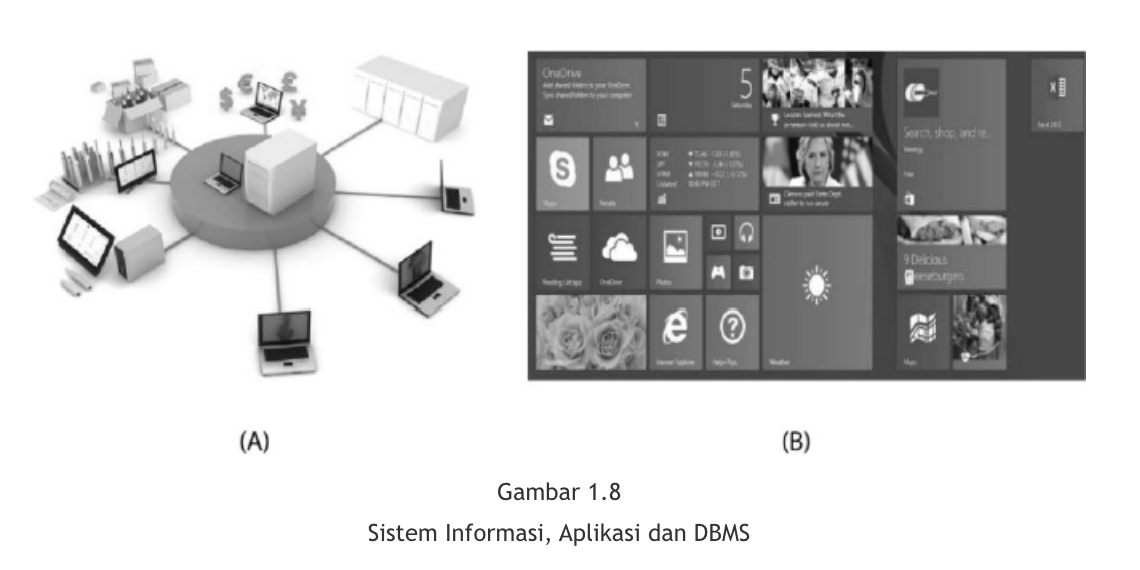 $ € £ ¥
OneDrive
Add shared folders to your OneDrive
Sync shared folders to your computer
5
Saturday
Search, shop, and re...
Free
Skype
People
Reading List app
OneDrive
Photos
Internet Explorer
Help+Tips
Weather
9 Delicious
Maps
(A)
(B)
Gambar 1.8
Sistem Informasi, Aplikasi dan DBMS